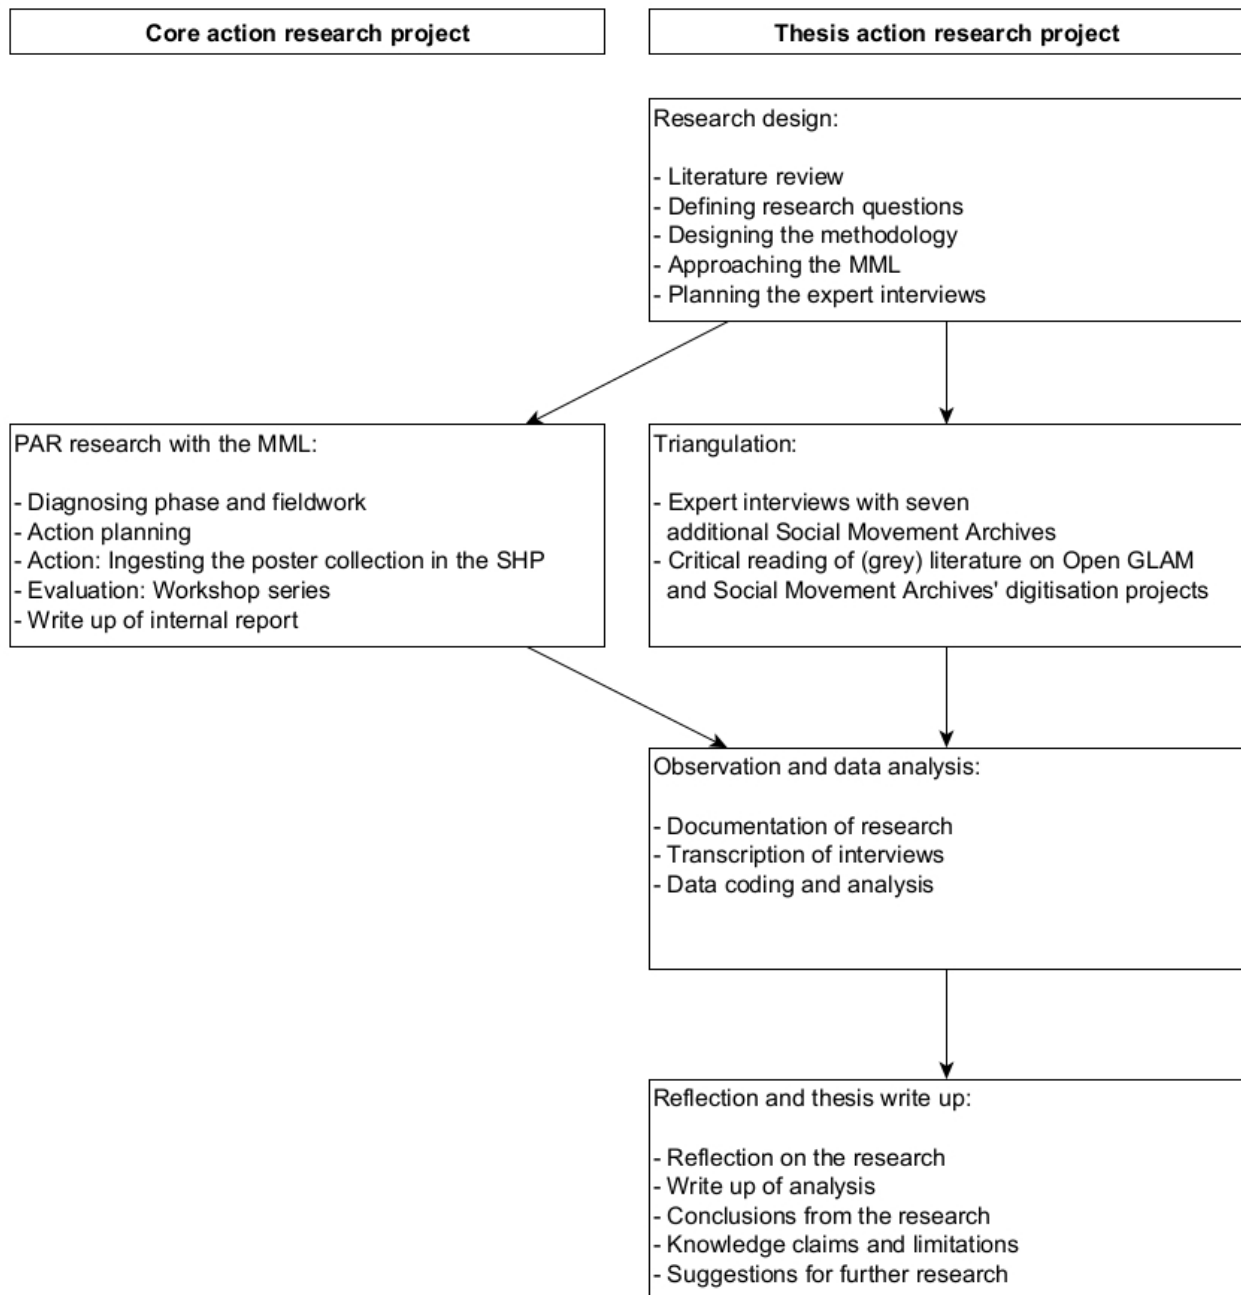 Core action research project
Thesis action research project
Research design:
- Literature review
- Defining research questions
- Designing the methodology
- Approaching the MML
- Planning the expert interviews
PAR research with the MML:
- Diagnosing phase and fieldwork
- Action planning
- Action: Ingesting the poster collection in the SHP
- Evaluation: Workshop series
- Write up of internal report
Triangulation:
- Expert interviews with seven
additional Social Movement Archives
- Critical reading of (grey) literature on Open GLAM
and Social Movement Archives' digitisation projects
Observation and data analysis:
- Documentation of research
- Transcription of interviews
- Data coding and analysis
Reflection and thesis write up:
- Reflection on the research
- Write up of analysis
- Conclusions from the research
- Knowledge claims and limitations
- Suggestions for further research